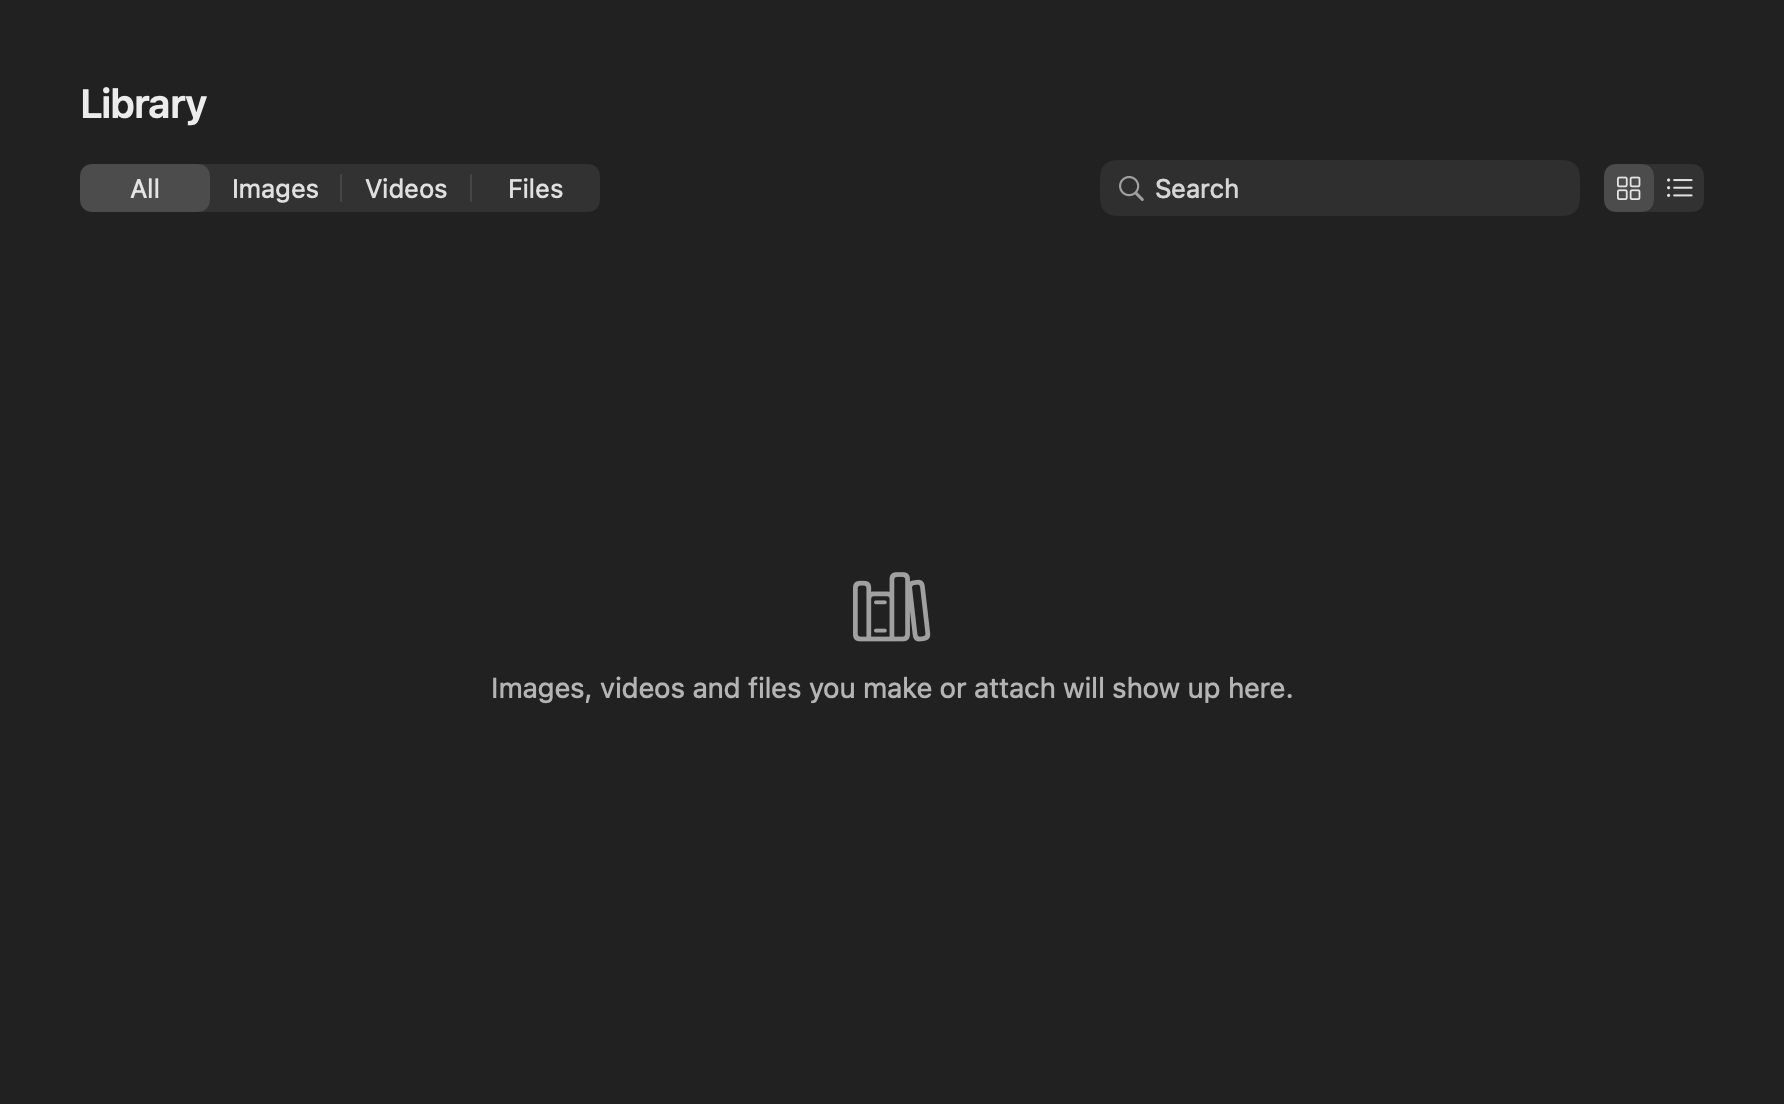 Library
All Images Videos Files Search
Images, videos and files you make or attach will show up here.